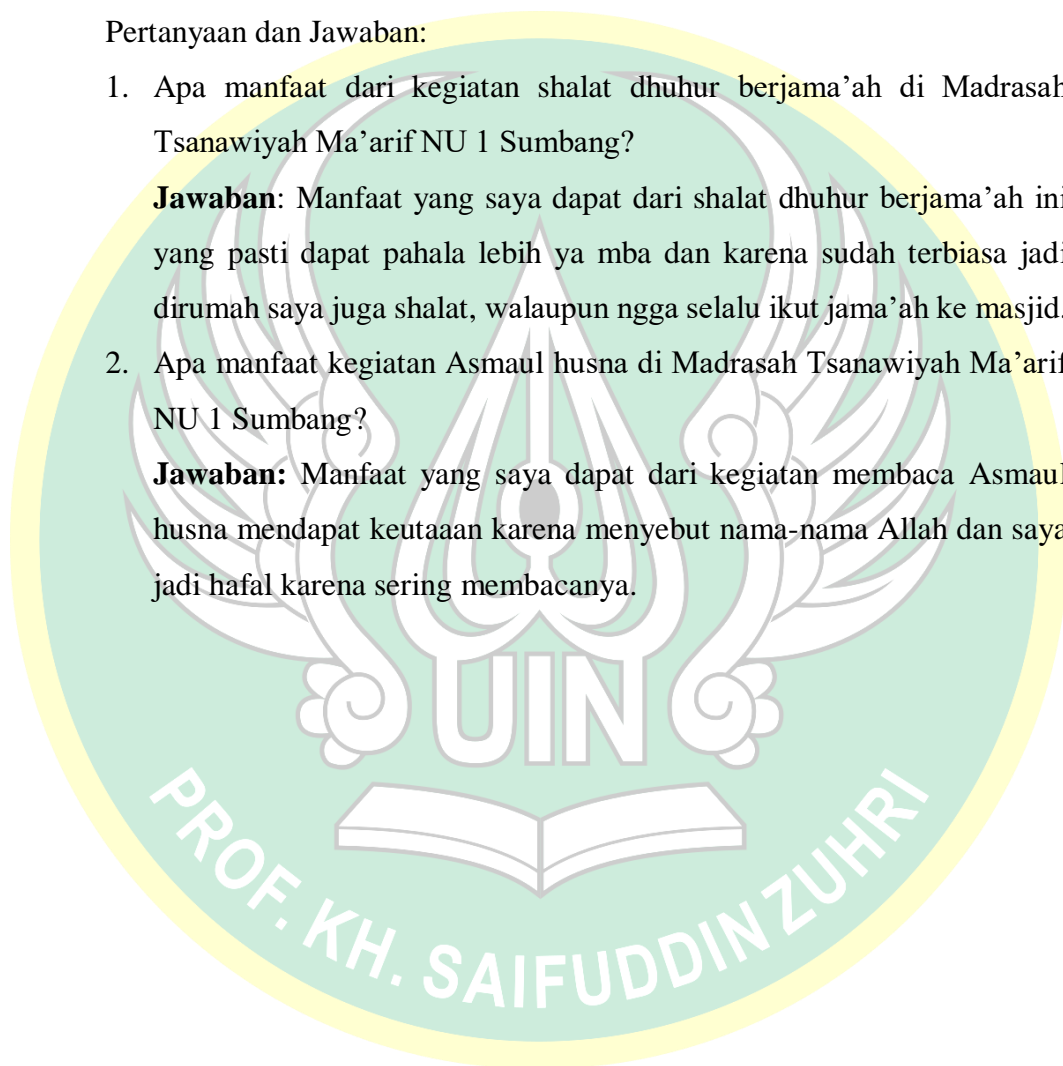 Pertanyaan dan Jawaban:
1. Apa manfaat dari kegiatan shalat dhuhur berjama’ah di Madrasah
Tsanawiyah Ma’arif NU 1 Sumbang?
Jawaban: Manfaat yang saya dapat dari shalat dhuhur berjama’ah ini
yang pasti dapat pahala lebih ya mba dan karena sudah terbiasa jadi
dirumah saya juga shalat, walaupun ngga selalu ikut jama’ah ke masjid.
2. Apa manfaat kegiatan Asmaul husna di Madrasah Tsanawiyah Ma’arif
NU 1 Sumbang?
Jawaban: Manfaat yang saya dapat dari kegiatan membaca Asmaul
husna mendapat keutaaan karena menyebut nama-nama Allah dan saya
jadi hafal karena sering membacanya.
UIN
PROF. KH. SAIFUDDIN ZUHRI